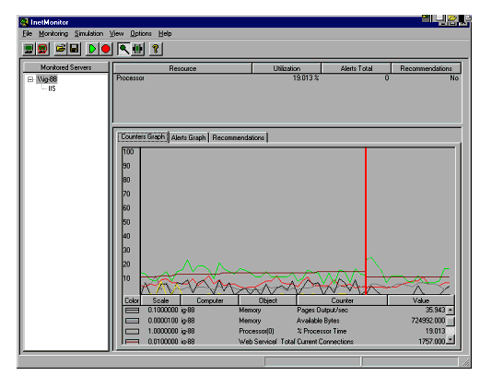 InetMonitor
File Monitoring Simulation View Options Help
Monitored Servers Resource Utilization Alerts Total Recommendations
\\ig-88 Processor 19.013 % 0 No
IIS
Counters Graph Alerts Graph Recommendations
100
90
80
70
60
50
40
30
20
10
Color Scale Computer Object Counter Value
0.1000000 ig-88 Memory Pages Output/sec 35.943
0.0000100 ig-88 Memory Available Bytes 724992.000
1.0000000 ig-88 Processor(0) % Processor Time 19.013
0.0100000 ig-88 Web Service( Total Current Connections 1757.000